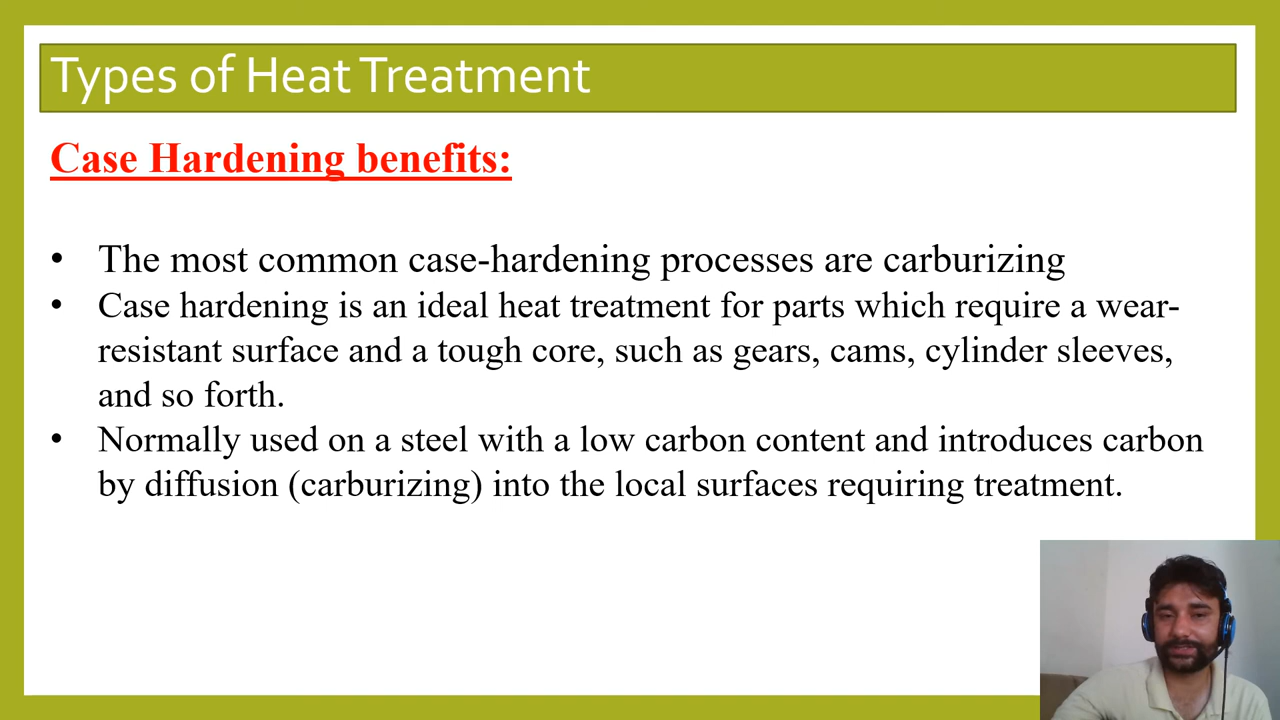 Types of Heat Treatment
Case Hardening benefits:
• The most common case-hardening processes are carburizing
• Case hardening is an ideal heat treatment for parts which require a wear-
resistant surface and a tough core, such as gears, cams, cylinder sleeves,
and so forth.
• Normally used on a steel with a low carbon content and introduces carbon
by diffusion (carburizing) into the local surfaces requiring treatment.